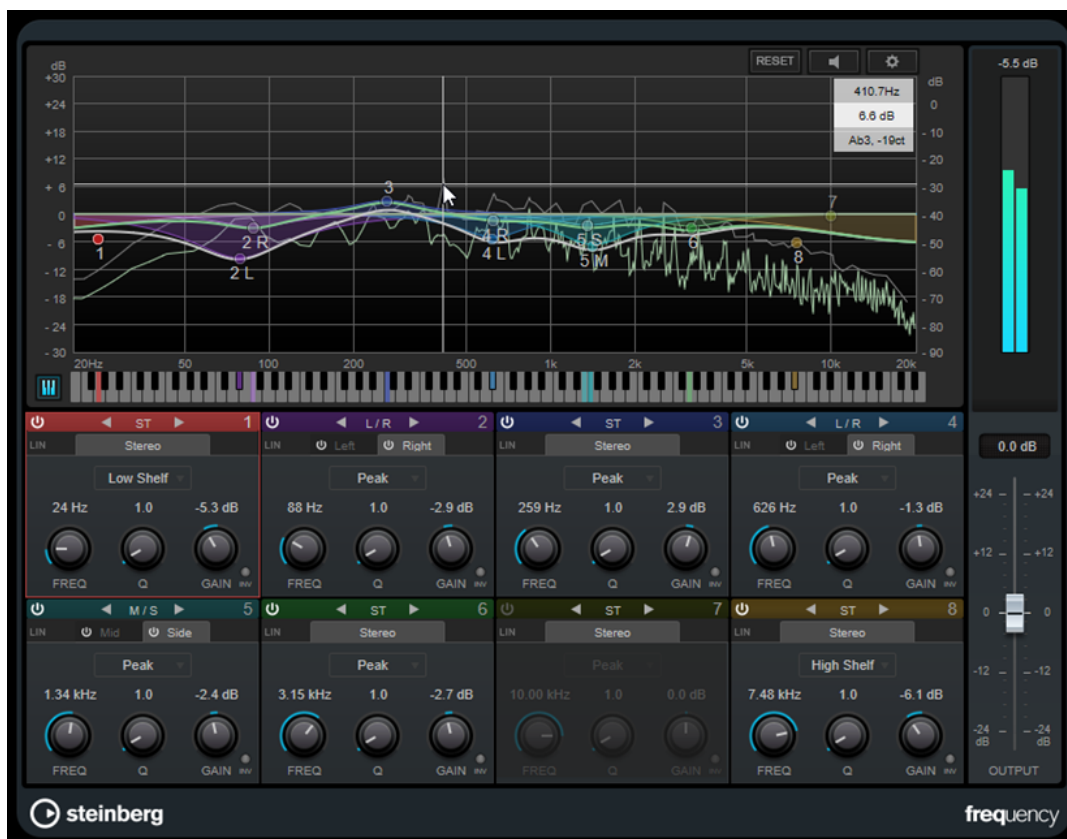 RESET
-5.5 dB
dB
+30
+24
+18
+12
+ 6
0
- 6
- 12
- 18
- 24
- 30
dB
0
- 10
- 20
- 30
- 40
- 50
- 60
- 70
- 80
- 90
410.7Hz
6.6 dB
Ab3, -19ct
1
2 R
2 L
3
4 R
4 L
5 S
5 M
6
7
8
20Hz 50 100 200 500 1k 2k 5k 10k 20k
ST 1
LIN Stereo
Low Shelf
24 Hz 1.0 -5.3 dB
FREQ Q GAIN INV
L / R 2
LIN Left Right
Peak
88 Hz 1.0 -2.9 dB
FREQ Q GAIN INV
ST 3
LIN Stereo
Peak
259 Hz 1.0 2.9 dB
FREQ Q GAIN INV
L / R 4
LIN Left Right
Peak
626 Hz 1.0 -1.3 dB
FREQ Q GAIN INV
M / S 5
LIN Mid Side
Peak
1.34 kHz 1.0 -2.4 dB
FREQ Q GAIN INV
ST 6
LIN Stereo
Peak
3.15 kHz 1.0 -2.7 dB
FREQ Q GAIN INV
ST 7
LIN Stereo
Peak
10.00 kHz 1.0 0.0 dB
FREQ Q GAIN INV
ST 8
LIN Stereo
High Shelf
7.48 kHz 1.0 -6.1 dB
FREQ Q GAIN INV
0.0 dB
+24 +24
+12 +12
0 0
-12 -12
-24 -24
dB dB
OUTPUT
steinberg
frequency